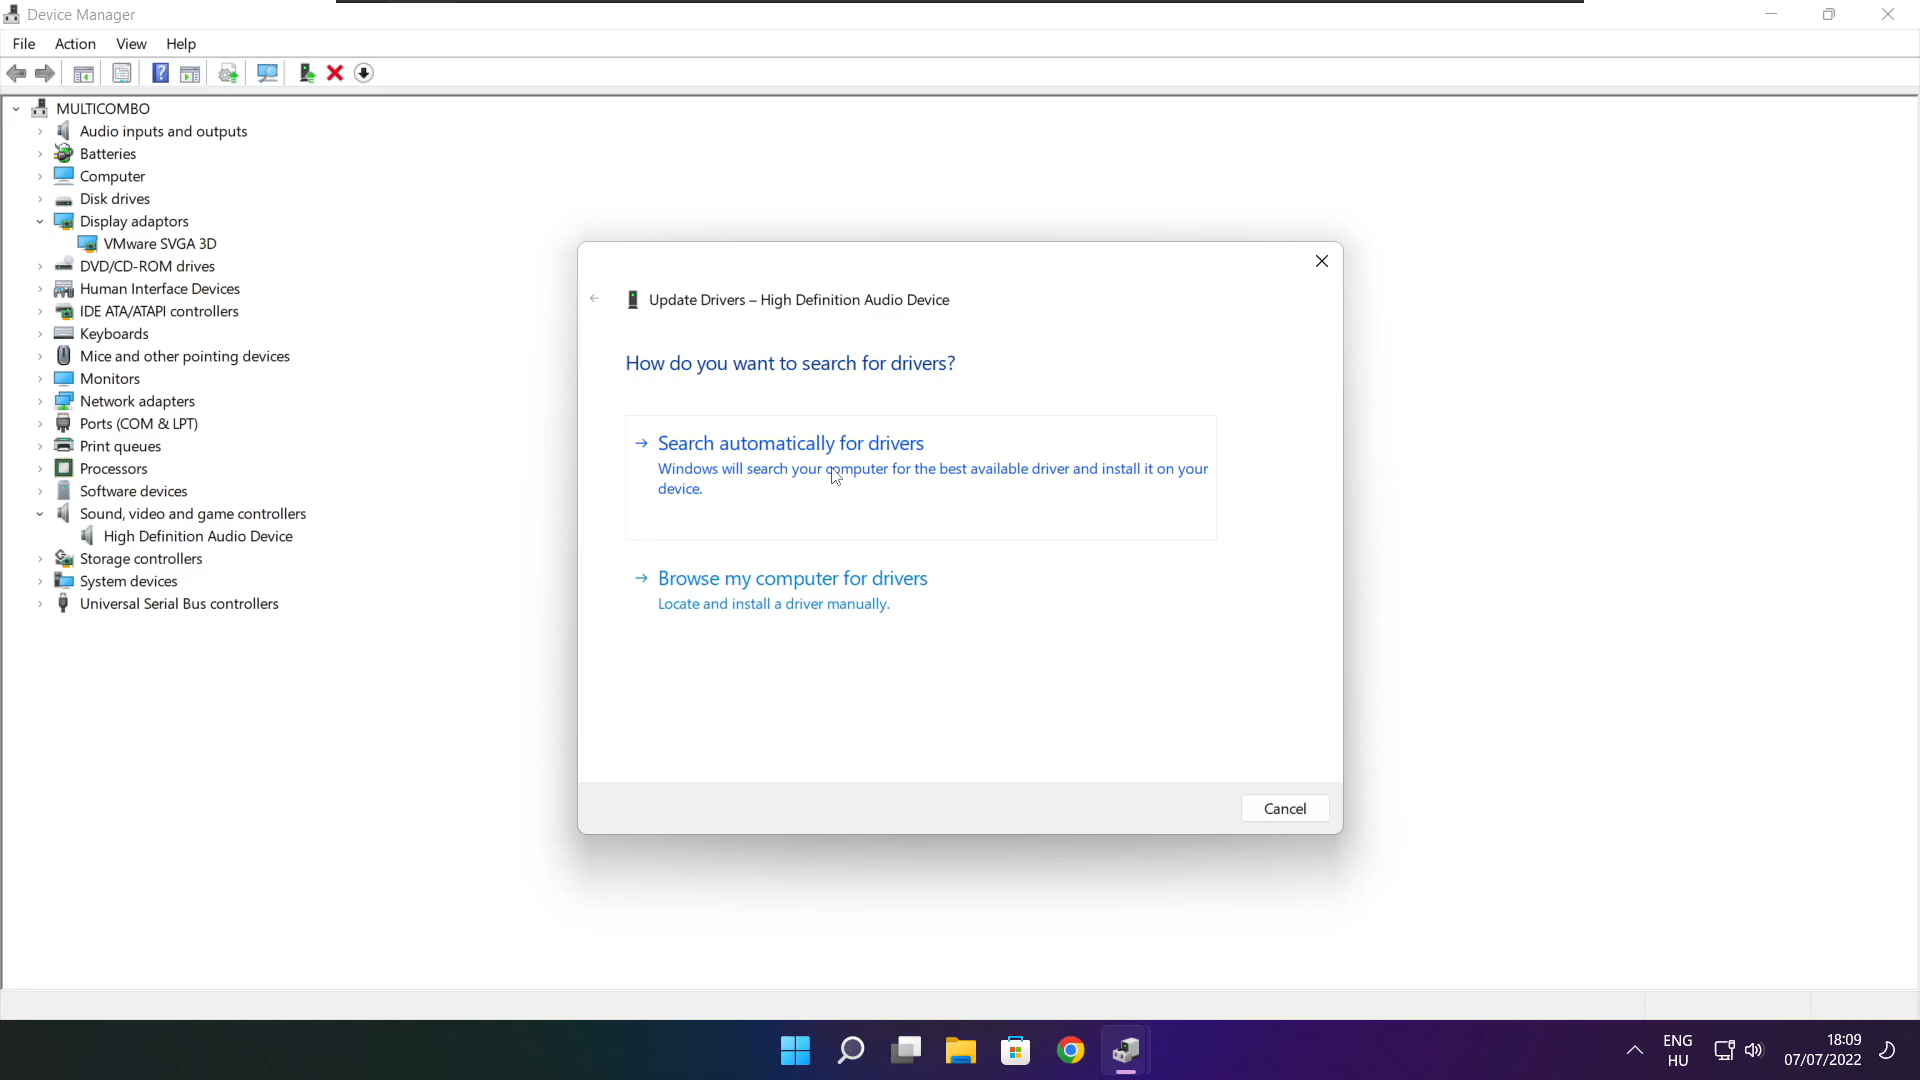 Device Manager
File Action View Help
MULTICOMBO
Audio inputs and outputs
Batteries
Computer
Disk drives
Display adaptors
VMware SVGA 3D
DVD/CD-ROM drives
Human Interface Devices
IDE ATA/ATAPI controllers
Keyboards
Mice and other pointing devices
Monitors
Network adapters
Ports (COM & LPT)
Print queues
Processors
Software devices
Sound, video and game controllers
High Definition Audio Device
Storage controllers
System devices
Universal Serial Bus controllers
Update Drivers – High Definition Audio Device
How do you want to search for drivers?
Search automatically for drivers
Windows will search your computer for the best available driver and install it on your
device.
Browse my computer for drivers
Locate and install a driver manually.
Cancel
ENG
HU
18:09
07/07/2022